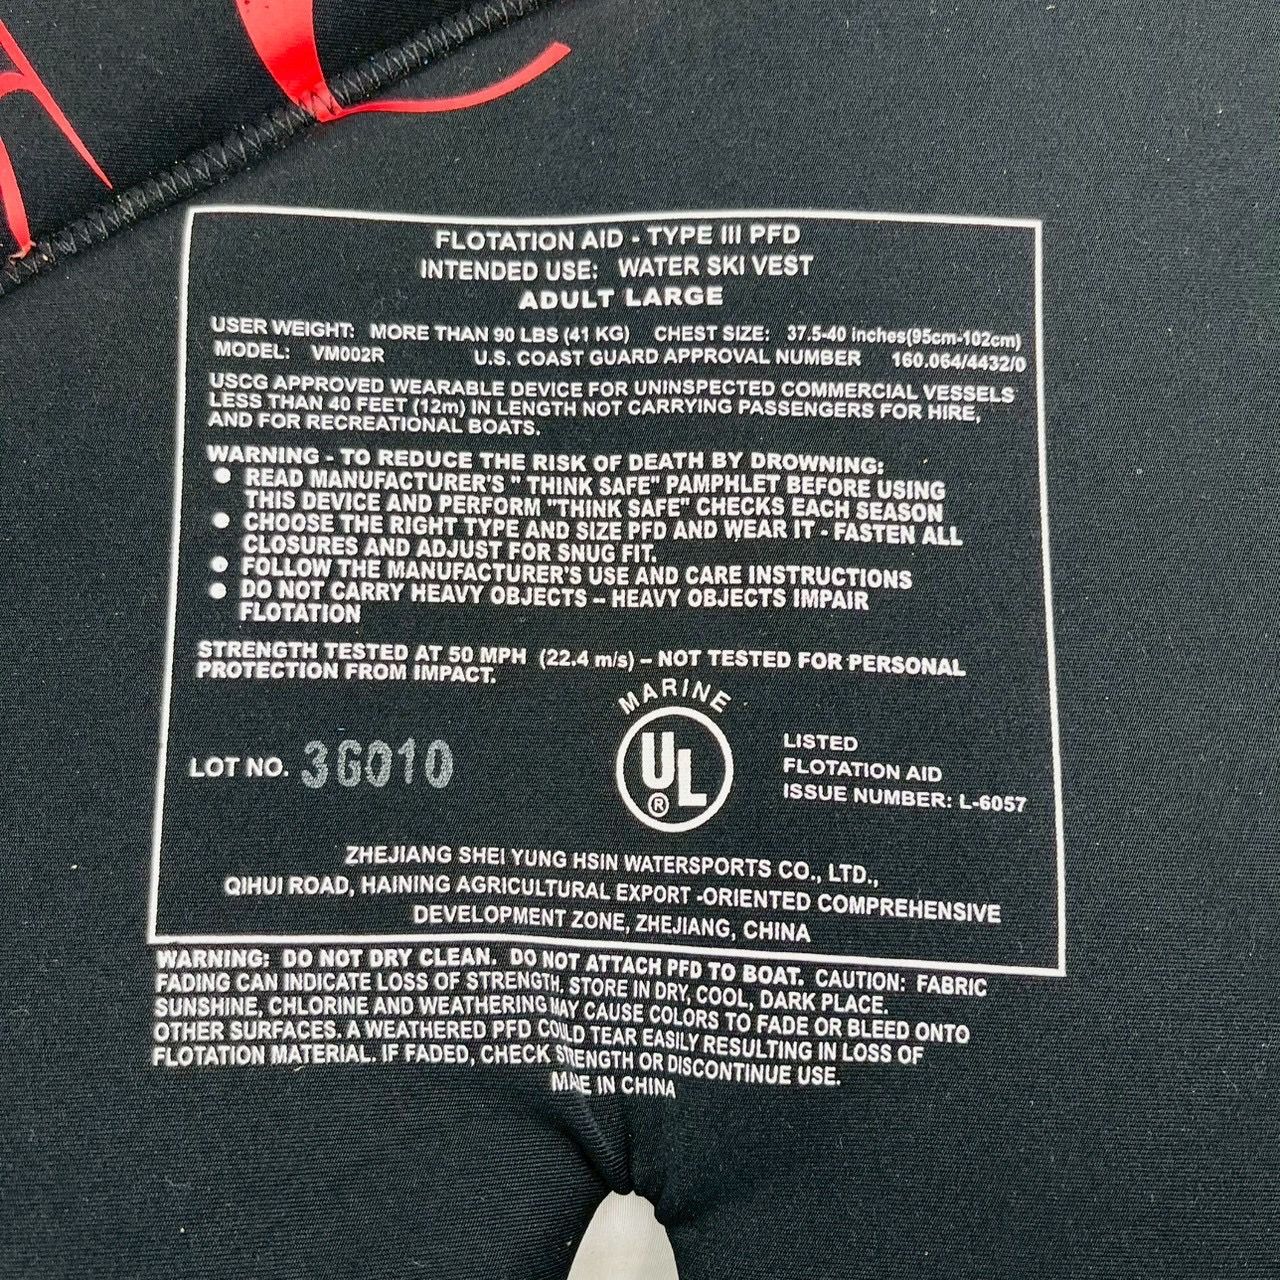 FLOTATION AID - TYPE III PFD
INTENDED USE: WATER SKI VEST
ADULT LARGE
USER WEIGHT: MORE THAN 90 LBS (41 KG) CHEST SIZE: 37.5-40 inches(95cm-102cm)
MODEL: VM002R U.S. COAST GUARD APPROVAL NUMBER 160.064/4432/0
USCG APPROVED WEARABLE DEVICE FOR UNINSPECTED COMMERCIAL VESSELS
LESS THAN 40 FEET (12m) IN LENGTH NOT CARRYING PASSENGERS FOR HIRE,
AND FOR RECREATIONAL BOATS.
WARNING - TO REDUCE THE RISK OF DEATH BY DROWNING:
● READ MANUFACTURER'S " THINK SAFE" PAMPHLET BEFORE USING
THIS DEVICE AND PERFORM "THINK SAFE" CHECKS EACH SEASON
● CHOOSE THE RIGHT TYPE AND SIZE PFD AND WEAR IT - FASTEN ALL
CLOSURES AND ADJUST FOR SNUG FIT.
● FOLLOW THE MANUFACTURER'S USE AND CARE INSTRUCTIONS
● DO NOT CARRY HEAVY OBJECTS – HEAVY OBJECTS IMPAIR
FLOTATION
STRENGTH TESTED AT 50 MPH (22.4 m/s) – NOT TESTED FOR PERSONAL
PROTECTION FROM IMPACT.
MARINE
UL ®
LISTED
FLOTATION AID
ISSUE NUMBER: L-6057
LOT NO. 3G010
ZHEJIANG SHEI YUNG HSIN WATERSPORTS CO., LTD.,
QIHUI ROAD, HAINING AGRICULTURAL EXPORT -ORIENTED COMPREHENSIVE
DEVELOPMENT ZONE, ZHEJIANG, CHINA
WARNING: DO NOT DRY CLEAN. DO NOT ATTACH PFD TO BOAT. CAUTION: FABRIC
FADING CAN INDICATE LOSS OF STRENGTH, STORE IN DRY, COOL, DARK PLACE.
SUNSHINE, CHLORINE AND WEATHERING MAY CAUSE COLORS TO FADE OR BLEED ONTO
OTHER SURFACES. A WEATHERED PFD COULD TEAR EASILY RESULTING IN LOSS OF
FLOTATION MATERIAL. IF FADED, CHECK STRENGTH OR DISCONTINUE USE.
MADE IN CHINA